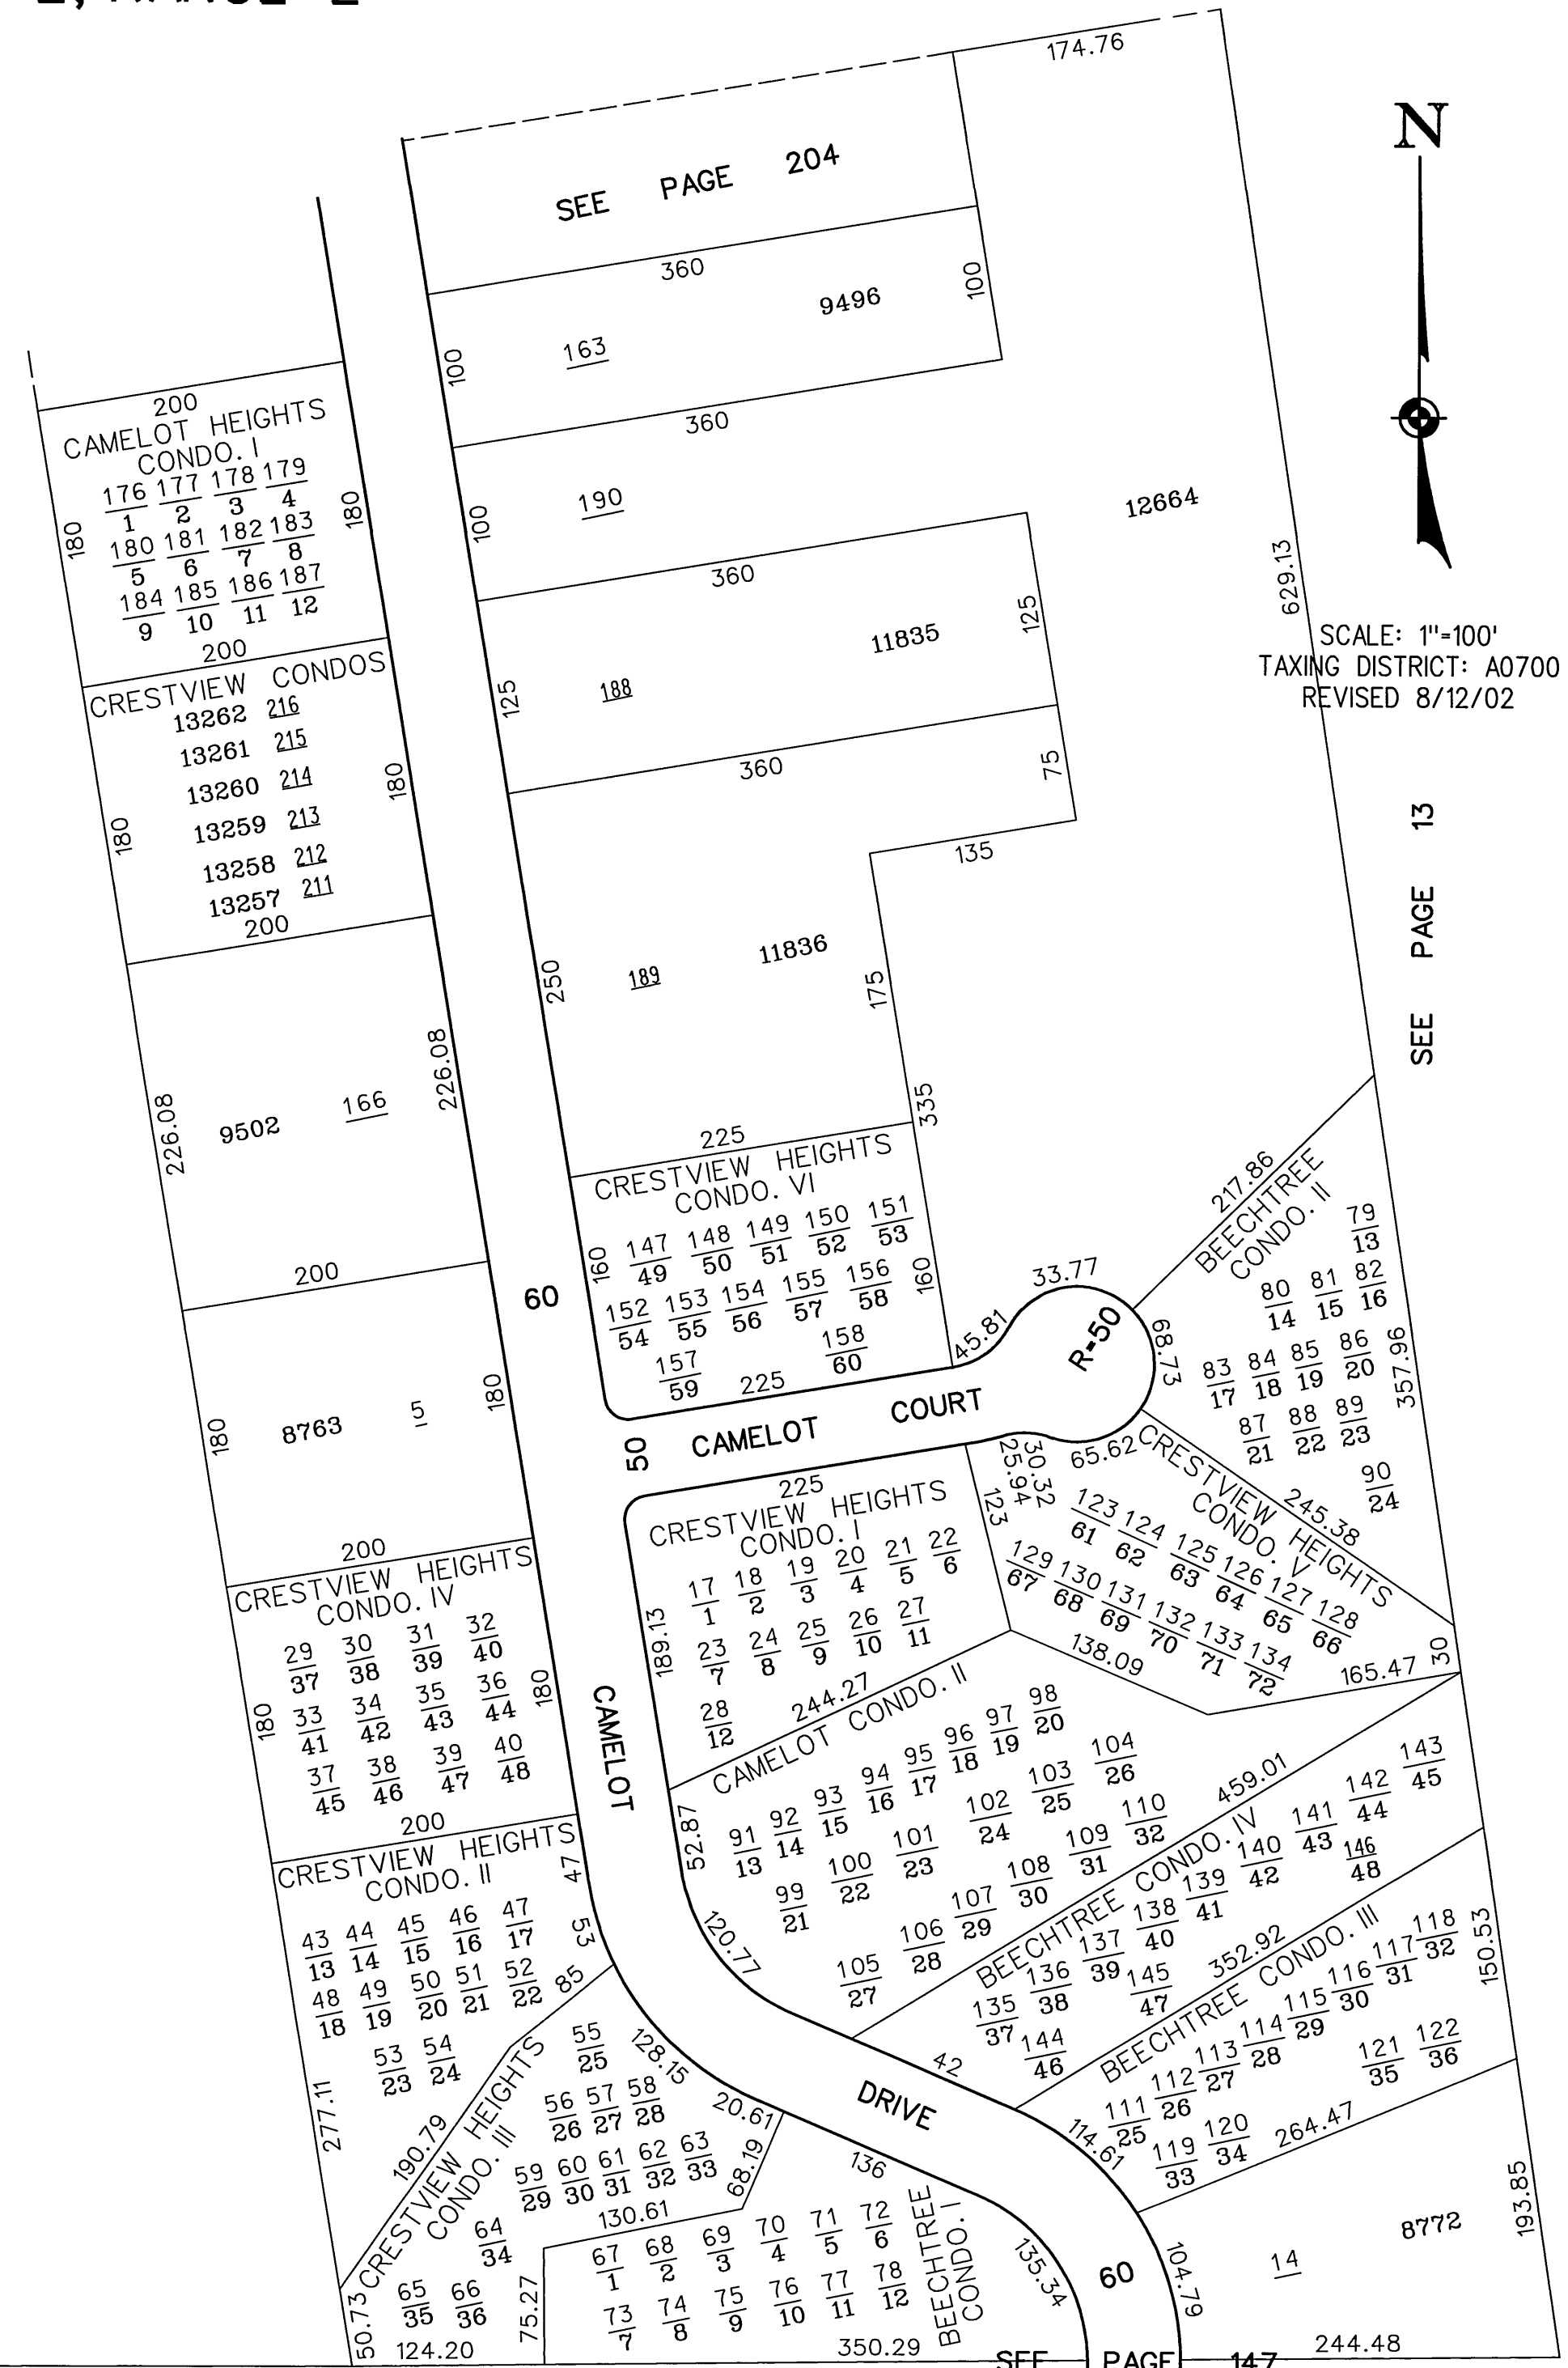 174.76
N
SEE PAGE 204
360
9496
100
163
100
360
190
100
12664
360
11835
125
188
125
629.13
SCALE: 1"=100'
TAXING DISTRICT: A0700
REVISED 8/12/02
360
75
135
SEE PAGE 13
11836
189
250
175
335
225
200
CAMELOT HEIGHTS
CONDO. I
176 177 178 179
1 2 3 4
180 181 182 183
5 6 7 8
184 185 186 187
9 10 11 12
180
180
200
CRESTVIEW CONDOS
13262 216
13261 215
13260 214
13259 213
13258 212
13257 211
180
180
200
226.08
9502 166
226.08
200
180
8763 5
180
200
60
CRESTVIEW HEIGHTS
CONDO. VI
147 148 149 150 151
49 50 51 52 53
152 153 154 155 156
54 55 56 57 58
157 158
59 60
160
160
225
45.81
33.77
R-50
68.73
65.62
30.32
25.94
50
CAMELOT COURT
217.86
BEECHTREE
CONDO. II
79
13
80 81 82
14 15 16
83 84 85 86
17 18 19 20
87 88 89
21 22 23
90
24
357.96
245.38
CRESTVIEW HEIGHTS
CONDO. V
123 124 125 126 127 128
61 62 63 64 65 66
129 130 131 132 133 134
67 68 69 70 71 72
123
138.09
165.47
30
225
CRESTVIEW HEIGHTS
CONDO. I
17 18 19 20 21 22
1 2 3 4 5 6
23 24 25 26 27
7 8 9 10 11
28
12
189.13
244.27
CRESTVIEW HEIGHTS
CONDO. IV
29 30 31 32
37 38 39 40
33 34 35 36
41 42 43 44
37 38 39 40
45 46 47 48
180
180
200
CAMELOT
CAMELOT CONDO. II
91 92 93 94 95 96 97 98
13 14 15 16 17 18 19 20
99 100 101 102 103 104
21 22 23 24 25 26
105 106 107 108 109 110
27 28 29 30 31 32
52.87
120.77
459.01
BEECHTREE CONDO. IV
135 136 137 138 139 140 141 142 143
37 38 39 40 41 42 43 44 45
144 145 146
46 47 48
42
352.92
BEECHTREE CONDO. III
111 112 113 114 115 116 117 118
25 26 27 28 29 30 31 32
119 120 121 122
33 34 35 36
150.53
114.61
264.47
CRESTVIEW HEIGHTS
CONDO. II
43 44 45 46 47
13 14 15 16 17
48 49 50 51 52
18 19 20 21 22
53 54
23 24
47
53
85
277.11
190.79
CRESTVIEW HEIGHTS
CONDO. III
55
25
56 57 58
26 27 28
59 60 61 62 63
29 30 31 32 33
64
34
65 66
35 36
128.15
20.61
68.19
130.61
75.27
50.73
124.20
DRIVE
136
BEECHTREE
CONDO. I
67 68 69 70 71 72
1 2 3 4 5 6
73 74 75 76 77 78
7 8 9 10 11 12
350.29
135.34
60
104.79
14
8772
193.85
244.48
SEE PAGE 147